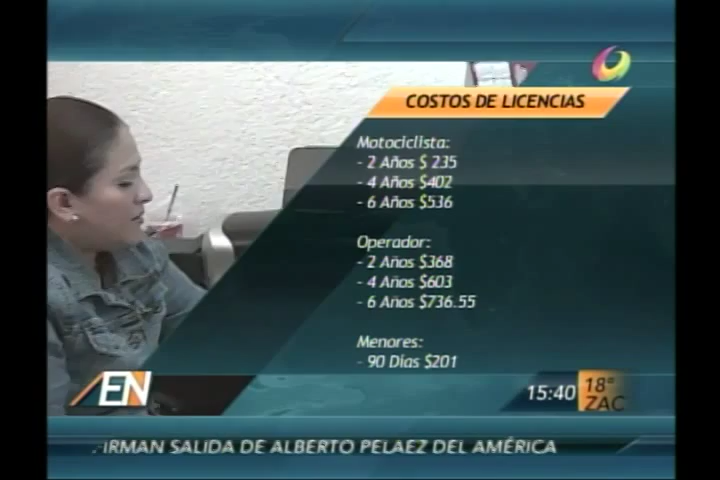 COSTOS DE LICENCIAS
Motociclista:
- 2 Años $ 235
- 4 Años $402
- 6 Años $536
Operador:
- 2 Años $368
- 4 Años $603
- 6 Años $736.55
Menores:
- 90 Días $201
EN
15:40
18°
ZAC
IRMAN SALIDA DE ALBERTO PELAEZ DEL AMÉRICA